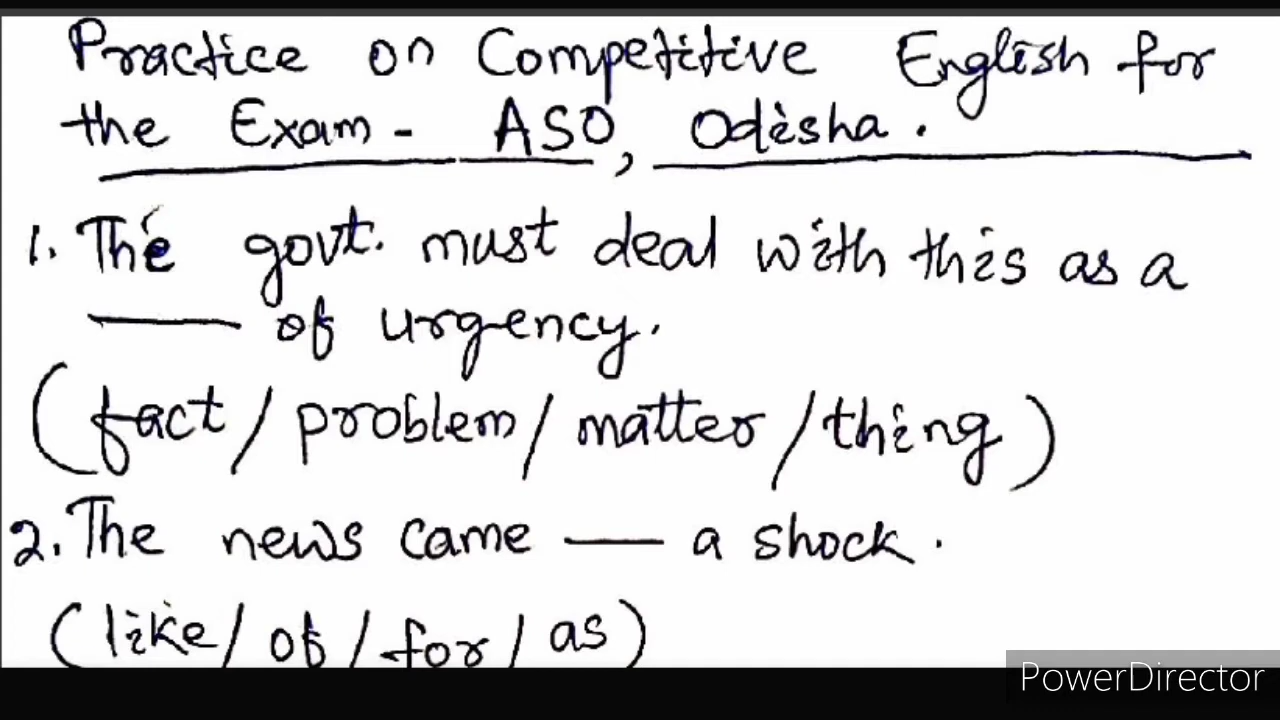 Practice on Competitive English for
the Exam - ASO, Odisha.
1. The govt. must deal with this as a
—— of urgency.
(fact/problem/matter/thing)
2. The news came —— a shock.
(like/of/for/as)
PowerDirector